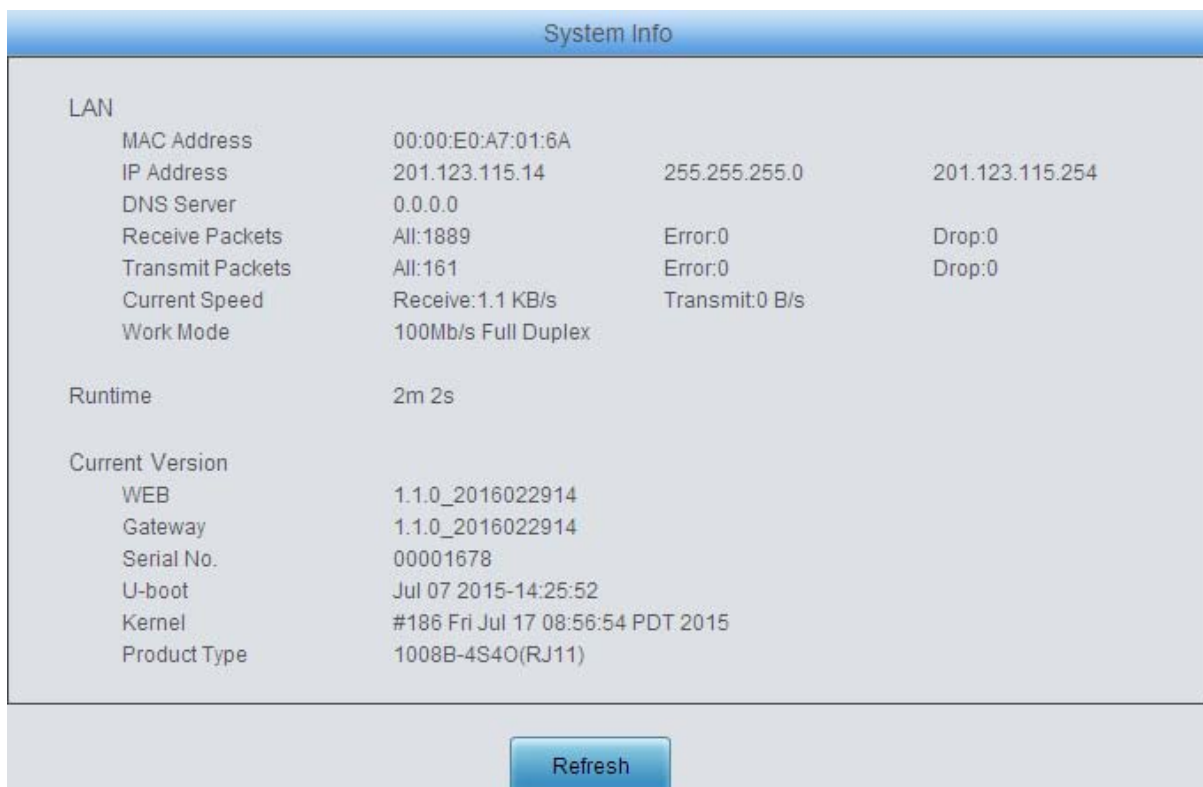 System Info
LAN
MAC Address 00:00:E0:A7:01:6A
IP Address 201.123.115.14 255.255.255.0 201.123.115.254
DNS Server 0.0.0.0
Receive Packets All:1889 Error:0 Drop:0
Transmit Packets All:161 Error:0 Drop:0
Current Speed Receive:1.1 KB/s Transmit:0 B/s
Work Mode 100Mb/s Full Duplex
Runtime 2m 2s
Current Version
WEB 1.1.0_2016022914
Gateway 1.1.0_2016022914
Serial No. 00001678
U-boot Jul 07 2015-14:25:52
Kernel #186 Fri Jul 17 08:56:54 PDT 2015
Product Type 1008B-4S4O(RJ11)
Refresh